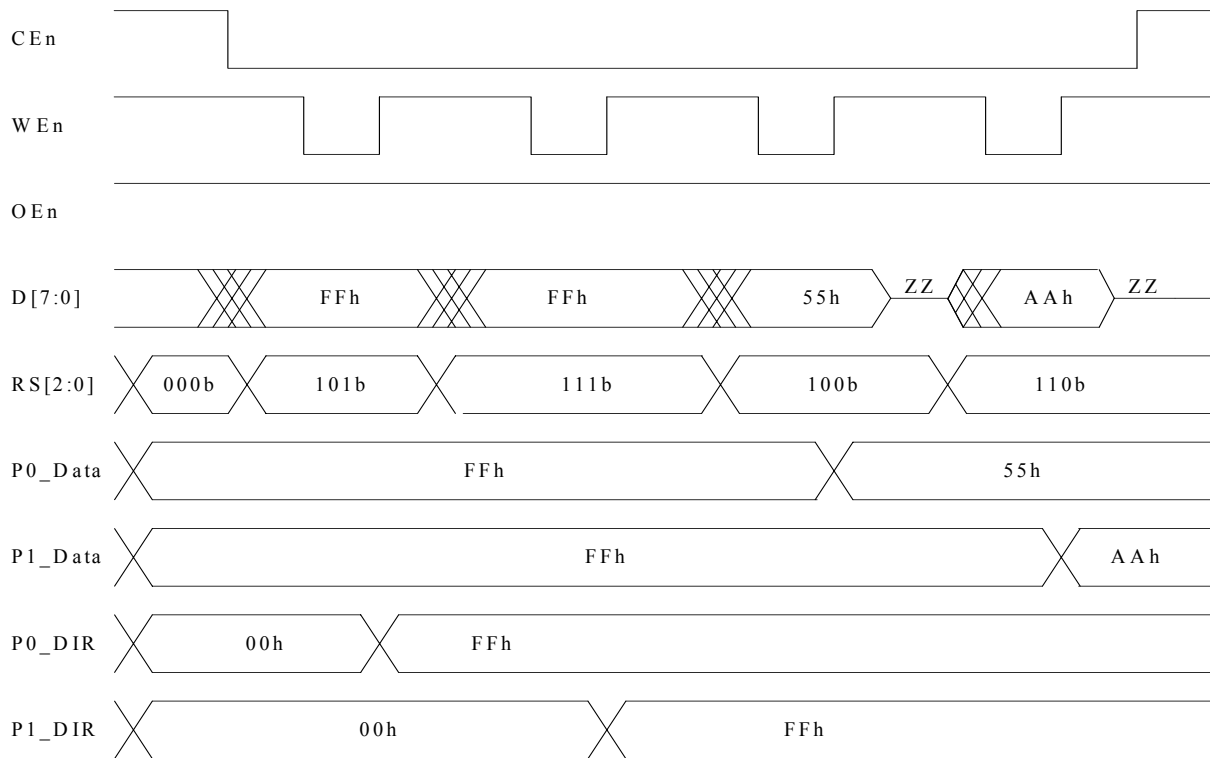 CEn
WEn
OEn
D[7:0] FFh FFh 55h ZZ AAh ZZ
RS[2:0] 000b 101b 111b 100b 110b
P0_Data FFh 55h
P1_Data FFh AAh
P0_DIR 00h FFh
P1_DIR 00h FFh